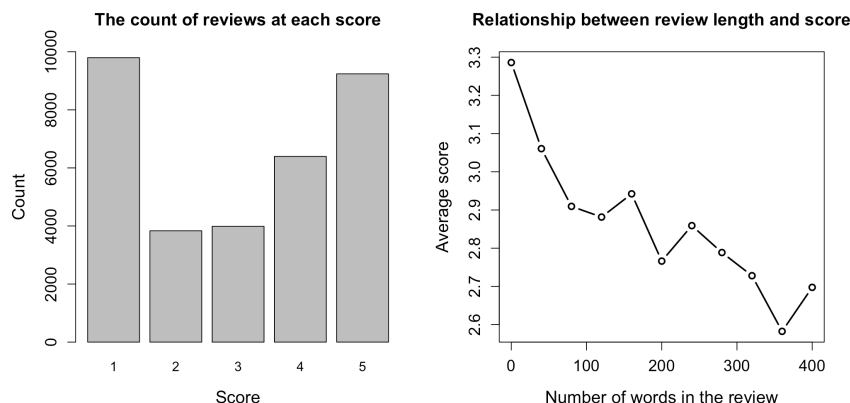 The count of reviews at each score
Count
10000
8000
6000
4000
2000
0
1 2 3 4 5
Score
Relationship between review length and score
Average score
3.3
3.2
3.1
3.0
2.9
2.8
2.7
2.6
0 100 200 300 400
Number of words in the review